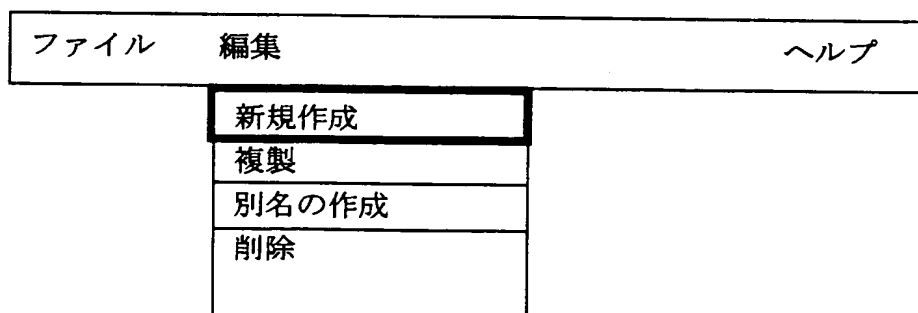 ファイル 編集 ヘルプ
新規作成
複製
別名の作成
削除